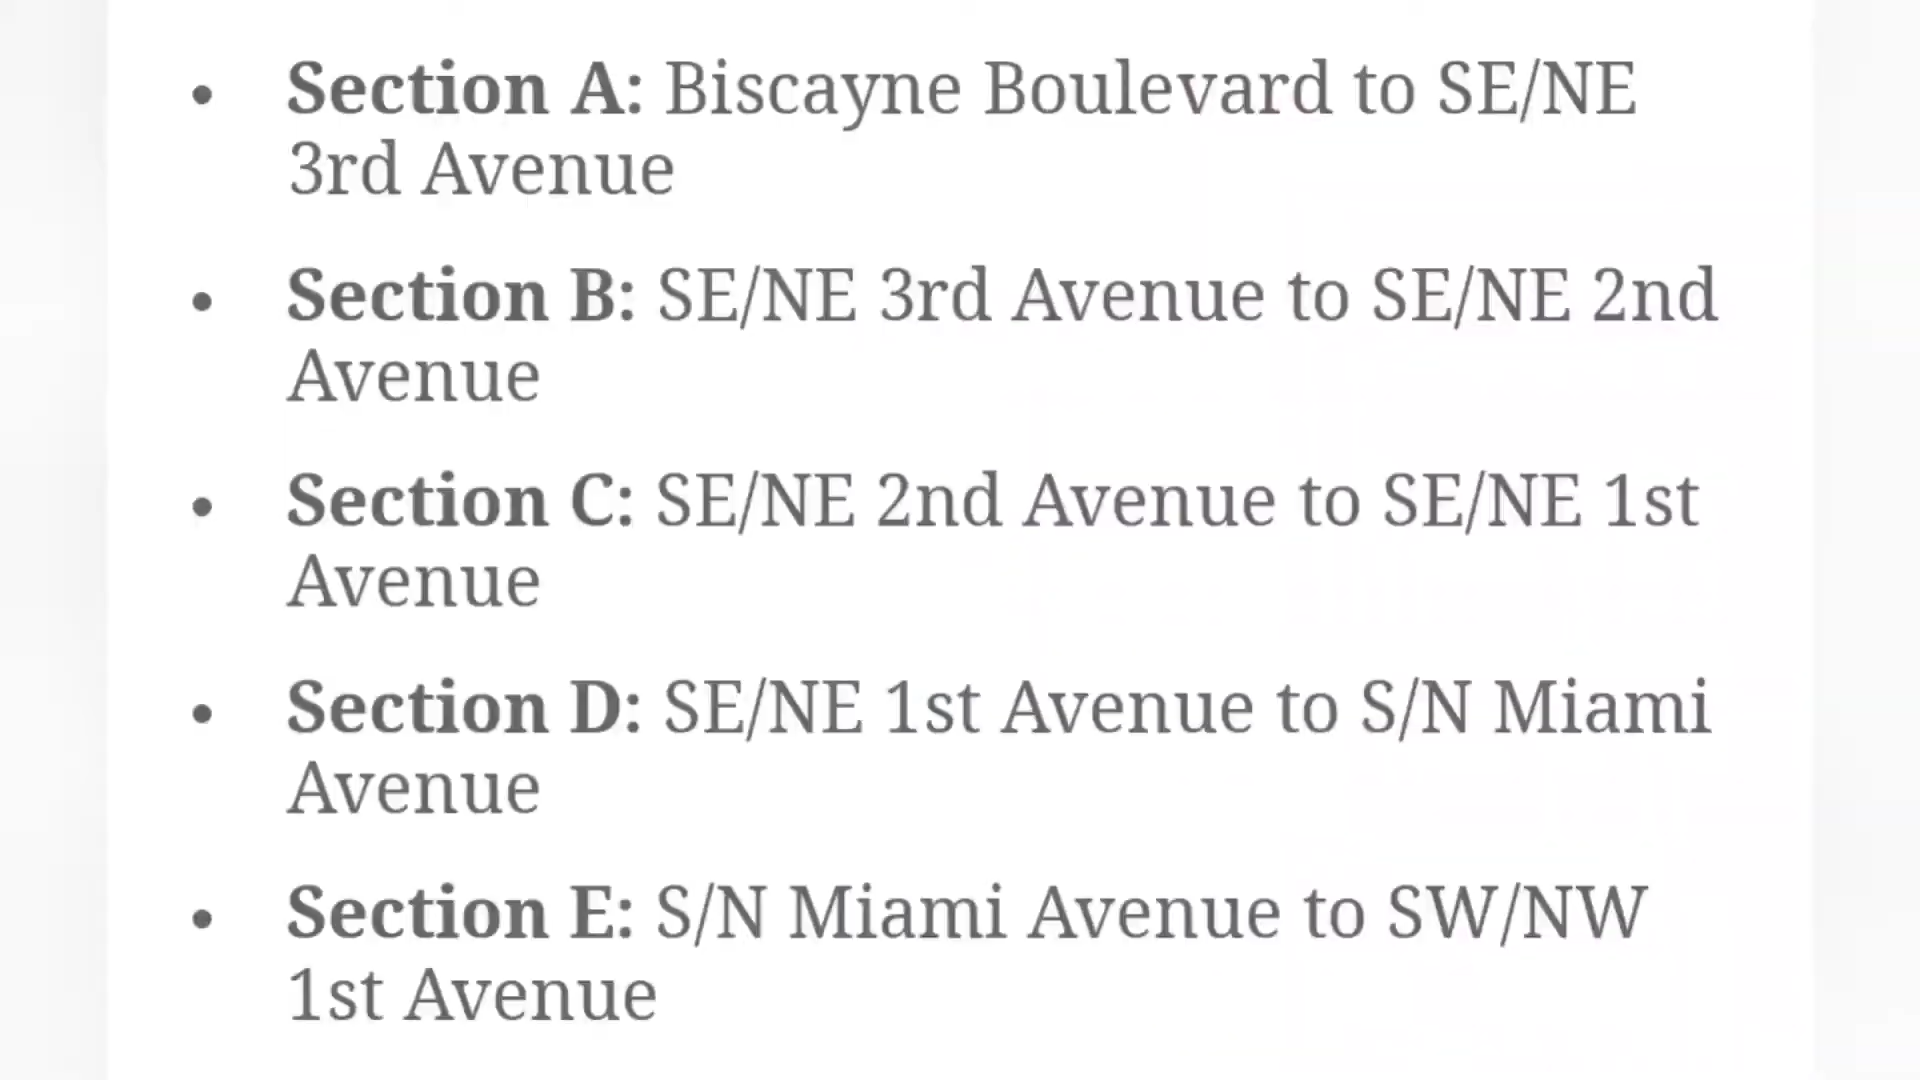 • Section A: Biscayne Boulevard to SE/NE
3rd Avenue
• Section B: SE/NE 3rd Avenue to SE/NE 2nd
Avenue
• Section C: SE/NE 2nd Avenue to SE/NE 1st
Avenue
• Section D: SE/NE 1st Avenue to S/N Miami
Avenue
• Section E: S/N Miami Avenue to SW/NW
1st Avenue